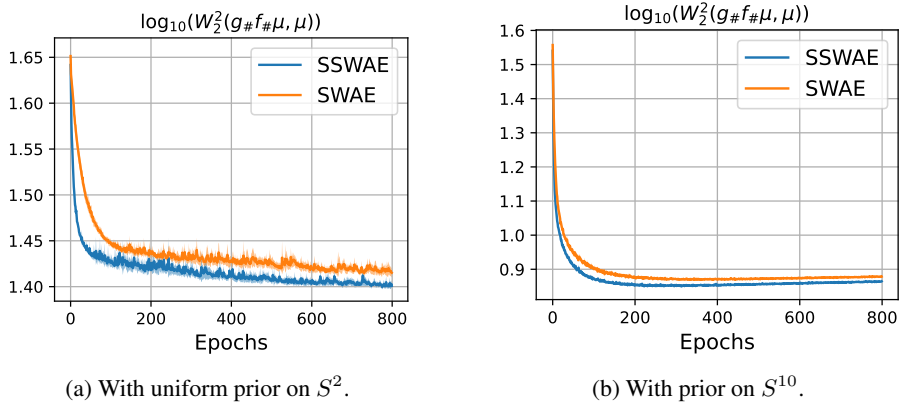 log₁₀(W₂²(g#f#μ, μ))
1.65
1.60
1.55
1.50
1.45
1.40
SSWAE
SWAE
0 200 400 600 800
Epochs
(a) With uniform prior on S².
log₁₀(W₂²(g#f#μ, μ))
1.6
1.5
1.4
1.3
1.2
1.1
1.0
0.9
SSWAE
SWAE
0 200 400 600 800
Epochs
(b) With prior on S¹⁰.